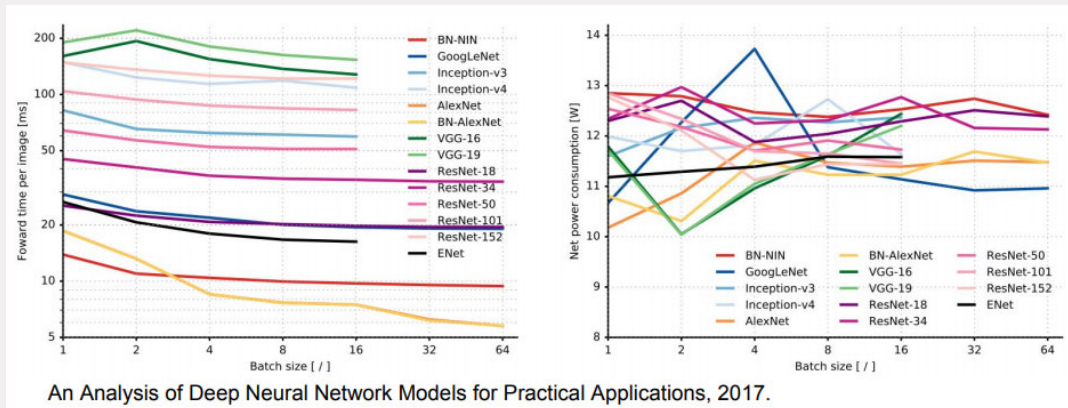 200
100
50
20
10
5
Foward time per image [ms]
1 2 4 8 16 32 64
Batch size [ / ]
BN-NIN
GoogLeNet
Inception-v3
Inception-v4
AlexNet
BN-AlexNet
VGG-16
VGG-19
ResNet-18
ResNet-34
ResNet-50
ResNet-101
ResNet-152
ENet
14
13
12
11
10
9
8
Net power consumption [W]
BN-NIN
GoogLeNet
Inception-v3
Inception-v4
AlexNet
BN-AlexNet
VGG-16
VGG-19
ResNet-18
ResNet-34
ResNet-50
ResNet-101
ResNet-152
ENet
1 2 4 8 16 32 64
Batch size [ / ]
An Analysis of Deep Neural Network Models for Practical Applications, 2017.